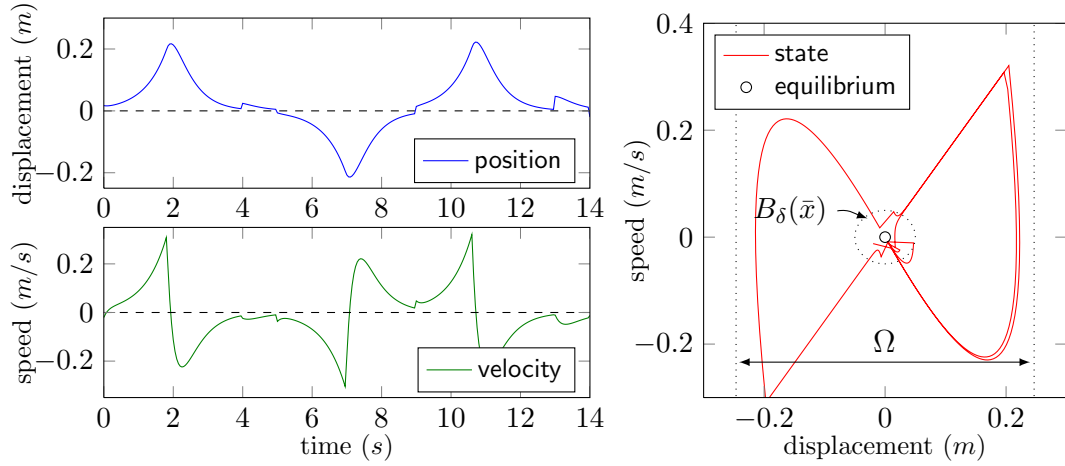 displacement (m)
0.2
0
−0.2
position
0 2 4 6 8 10 12 14
speed (m/s)
0.2
0
−0.2
velocity
0 2 4 6 8 10 12 14
time (s)
speed (m/s)
0.4
0.2
0
−0.2
state
equilibrium
B_δ(x̄)
Ω
−0.2 0 0.2
displacement (m)